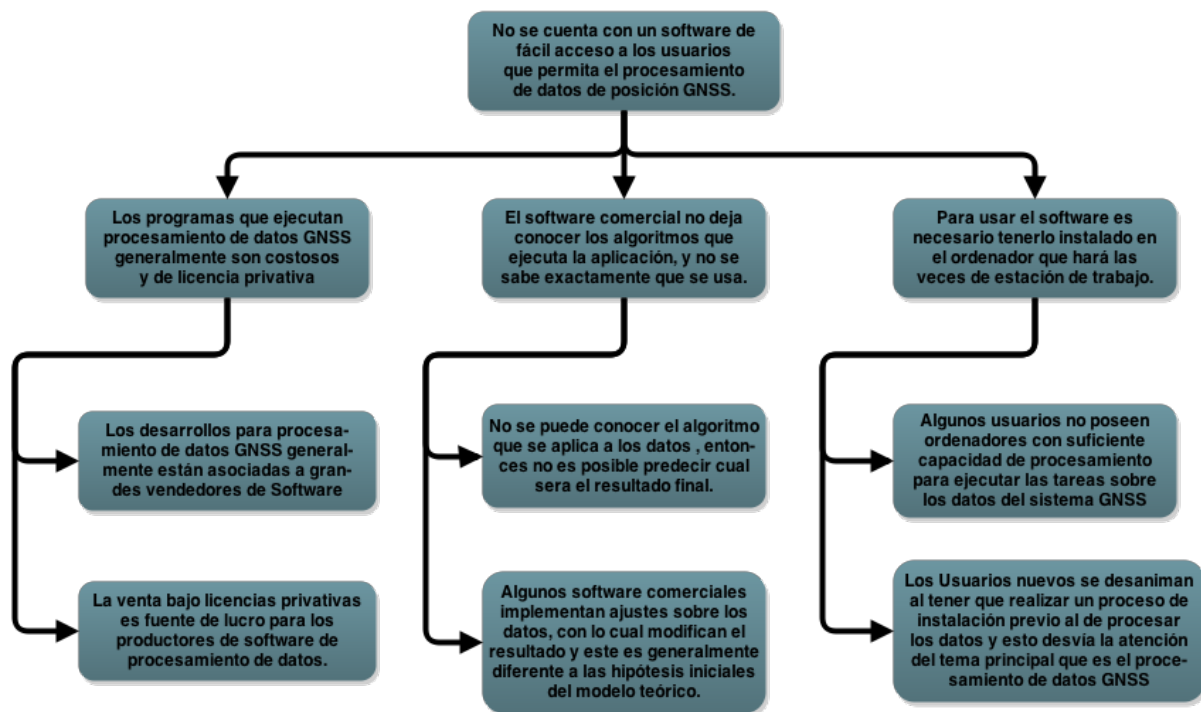 No se cuenta con un software de
fácil acceso a los usuarios
que permita el procesamiento
de datos de posición GNSS.
Los programas que ejecutan
procesamiento de datos GNSS
generalmente son costosos
y de licencia privativa
El software comercial no deja
conocer los algoritmos que
ejecuta la aplicación, y no se
sabe exactamente que se usa.
Para usar el software es
necesario tenerlo instalado en
el ordenador que hará las
veces de estación de trabajo.
Los desarrollos para procesa-
miento de datos GNSS general-
mente están asociadas a gran-
des vendedores de Software
No se puede conocer el algoritmo
que se aplica a los datos , enton-
ces no es posible predecir cual
sera el resultado final.
Algunos usuarios no poseen
ordenadores con suficiente
capacidad de procesamiento
para ejecutar las tareas sobre
los datos del sistema GNSS
La venta bajo licencias privativas
es fuente de lucro para los
productores de software de
procesamiento de datos.
Algunos software comerciales
implementan ajustes sobre los
datos, con lo cual modifican el
resultado y este es generalmente
diferente a las hipótesis iniciales
del modelo teórico.
Los Usuarios nuevos se desaniman
al tener que realizar un proceso de
instalación previo al de procesar
los datos y esto desvía la atención
del tema principal que es el proce-
samiento de datos GNSS